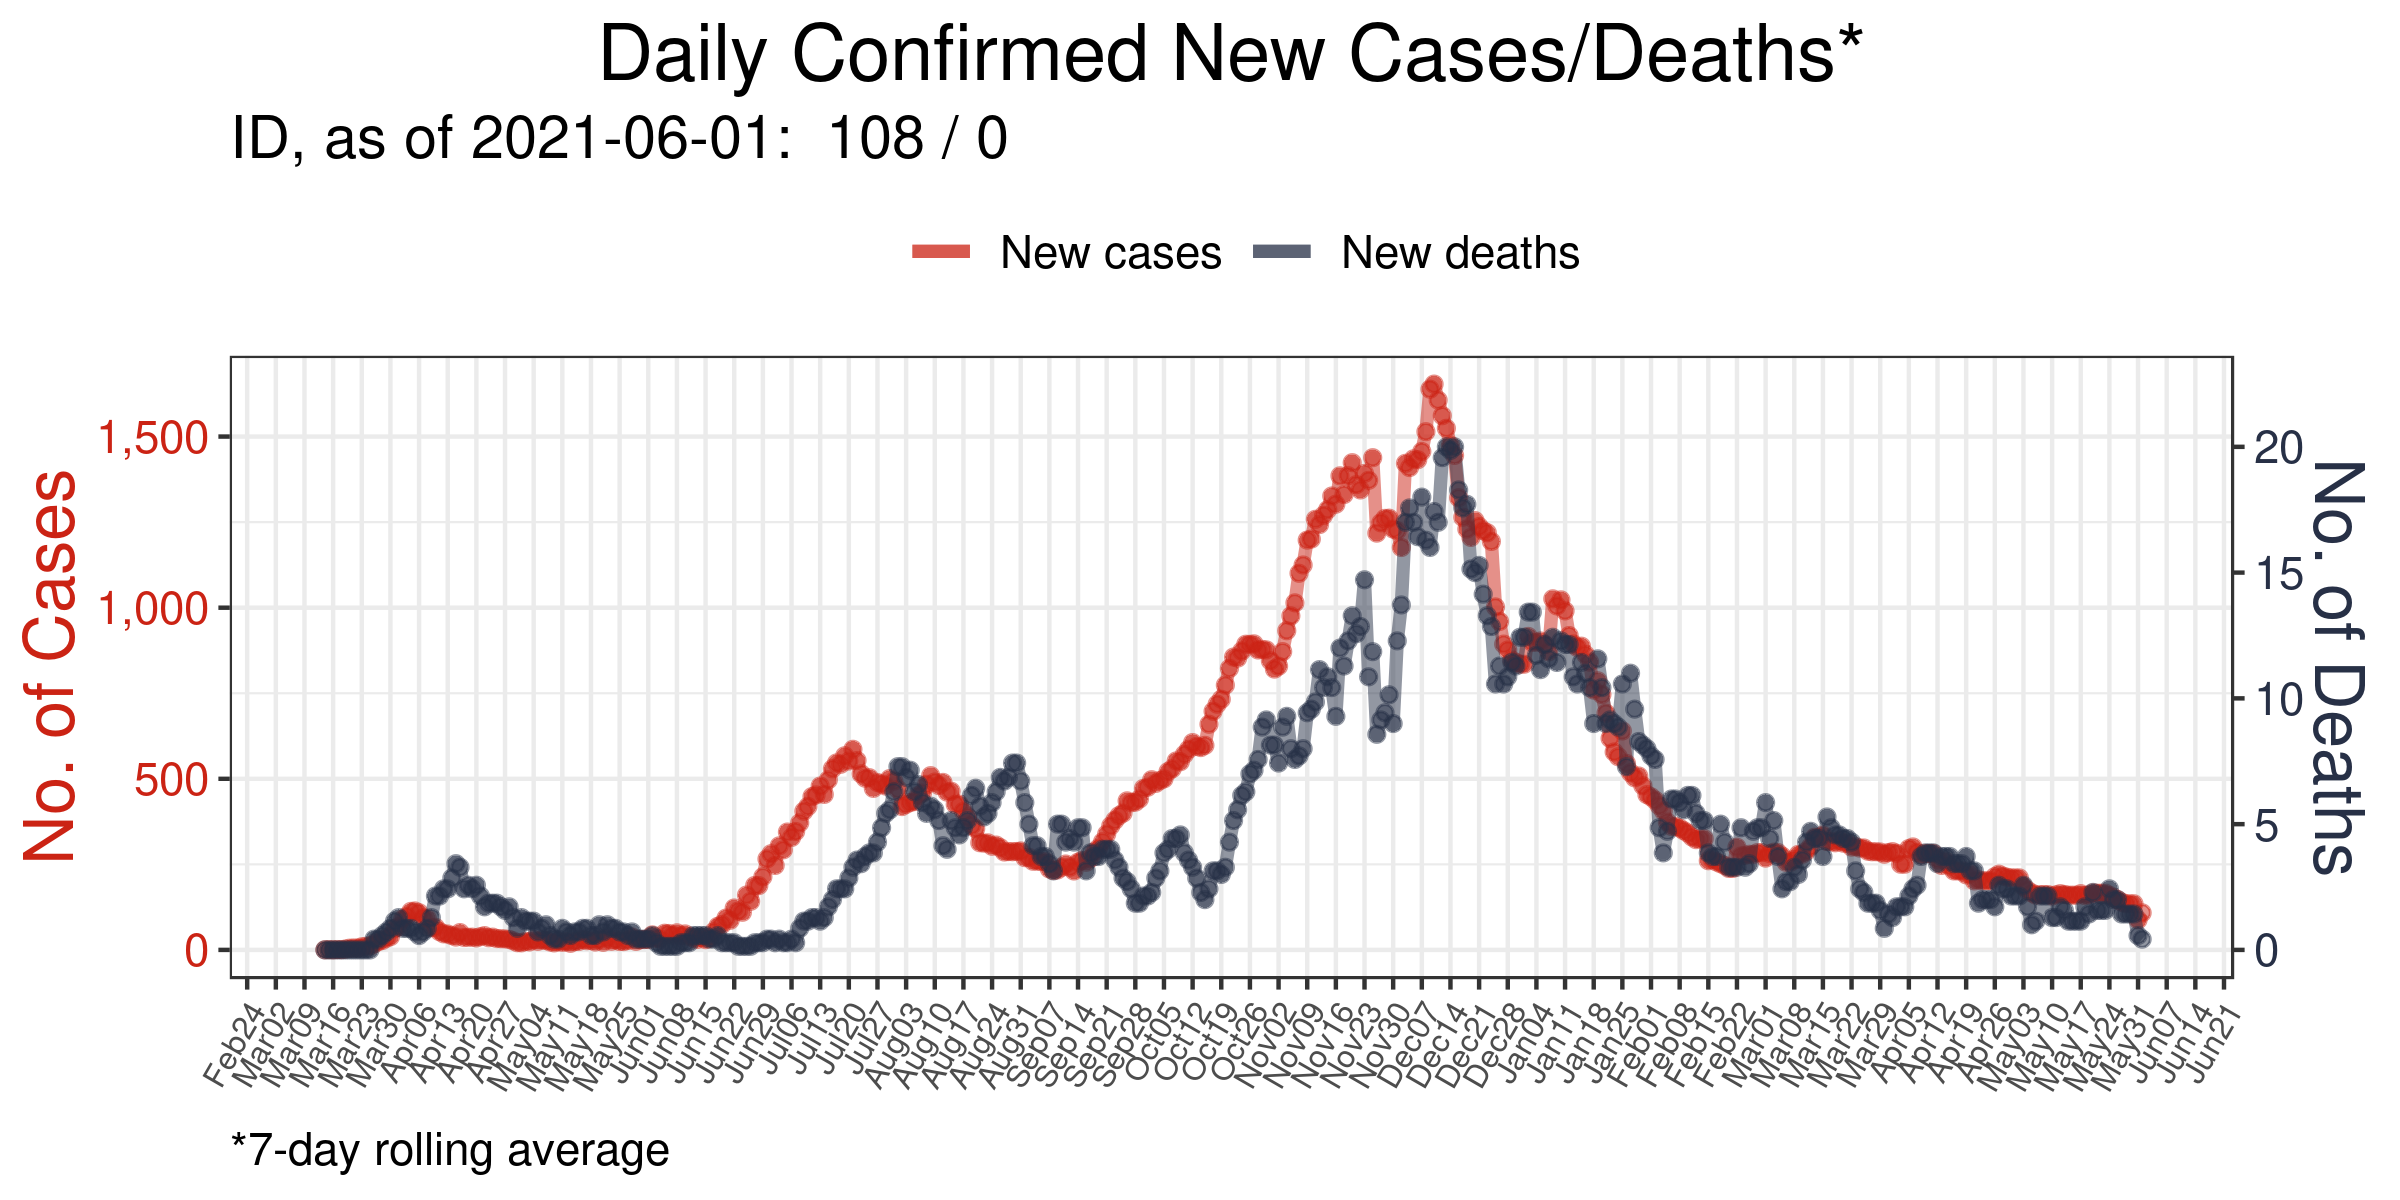 Daily Confirmed New Cases/Deaths*
ID, as of 2021-06-01:  108 / 0
New cases
New deaths
No. of Cases
1,500
1,000
500
0
20
15
10
5
0
No. of Deaths
Feb24
Mar02
Mar09
Mar16
Mar23
Mar30
Apr06
Apr13
Apr20
Apr27
May04
May11
May18
May25
Jun01
Jun08
Jun15
Jun22
Jun29
Jul06
Jul13
Jul20
Jul27
Aug03
Aug10
Aug17
Aug24
Aug31
Sep07
Sep14
Sep21
Sep28
Oct05
Oct12
Oct19
Oct26
Nov02
Nov09
Nov16
Nov23
Nov30
Dec07
Dec14
Dec21
Dec28
Jan04
Jan11
Jan18
Jan25
Feb01
Feb08
Feb15
Feb22
Mar01
Mar08
Mar15
Mar22
Mar29
Apr05
Apr12
Apr19
Apr26
May03
May10
May17
May24
May31
Jun07
Jun14
Jun21
*7-day rolling average